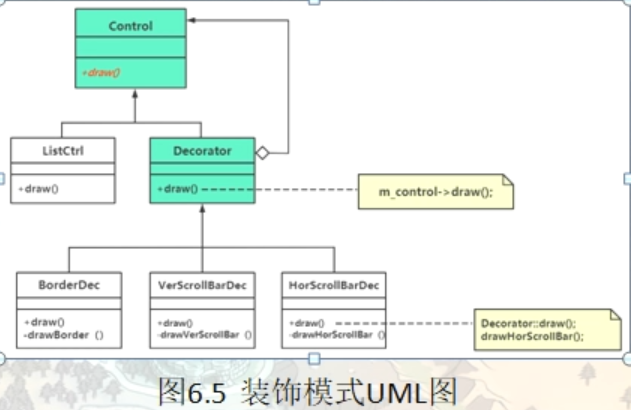 Control
+draw()
ListCtrl
+draw()
Decorator
+draw()
m_control->draw();
BorderDec
+draw()
-drawBorder ()
VerScrollBarDec
+draw()
-drawVerScrollBar ()
HorScrollBarDec
+draw()
-drawHorScrollBar ()
Decorator::draw();
drawHorScrollBar();
图6.5 装饰模式UML图